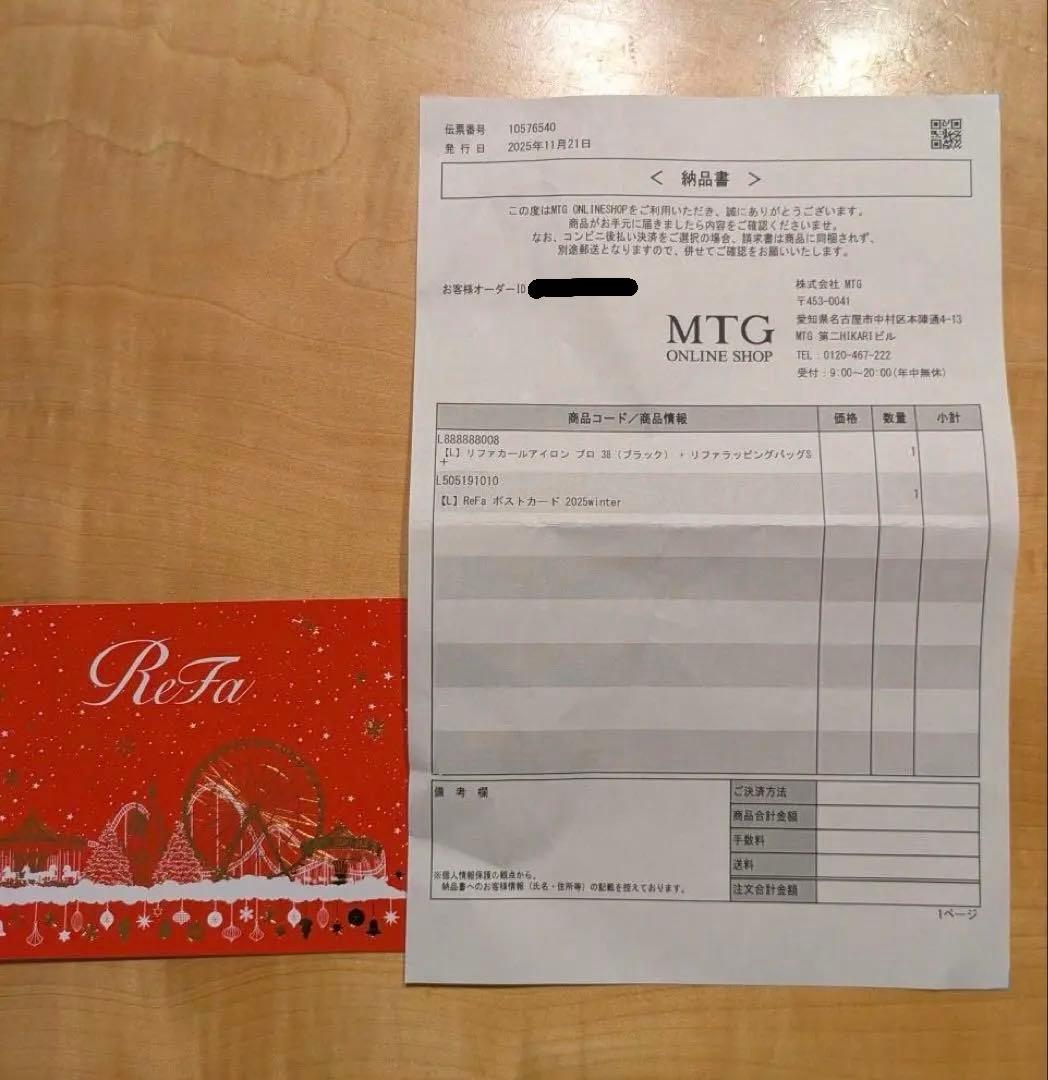 伝票番号 10576540
発行日 2025年11月21日
< 納品書 >
この度はMTG ONLINESHOPをご利用いただき、誠にありがとうございます。
商品がお手元に届きましたら内容をご確認くださいませ。
なお、コンビニ後払い決済をご選択の場合、請求書は商品に同梱されず、
別途郵送となりますので、併せてご確認をお願いいたします。
お客様オーダーID
株式会社 MTG
〒453-0041
愛知県名古屋市中村区本陣通4-13
MTG 第二HIKARIビル
TEL : 0120-467-222
受付 : 9:00～20:00(年中無休)
MTG
ONLINE SHOP
商品コード／商品情報 価格 数量 小計
L888888008
【L】リファカールアイロン プロ 38（ブラック） + リファラッピングバッグS 1
+
L505191010
【L】ReFa ポストカード 2025winter 1
備考欄
※個人情報保護の観点から、
納品書へのお客様情報（氏名・住所等）の記載を控えております。
ご決済方法
商品合計金額
手数料
送料
注文合計金額
1ページ
ReFa